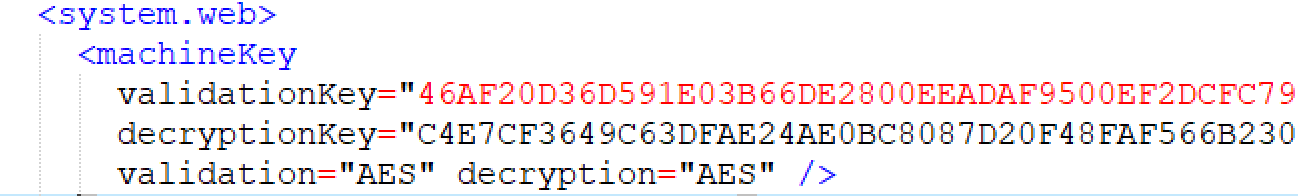 <system.web>
<machineKey
validationKey="46AF20D36D591E03B66DE2800EEADAF9500EF2DCFC79
decryptionKey="C4E7CF3649C63DFAE24AE0BC8087D20F48FAF566B230
validation="AES" decryption="AES" />